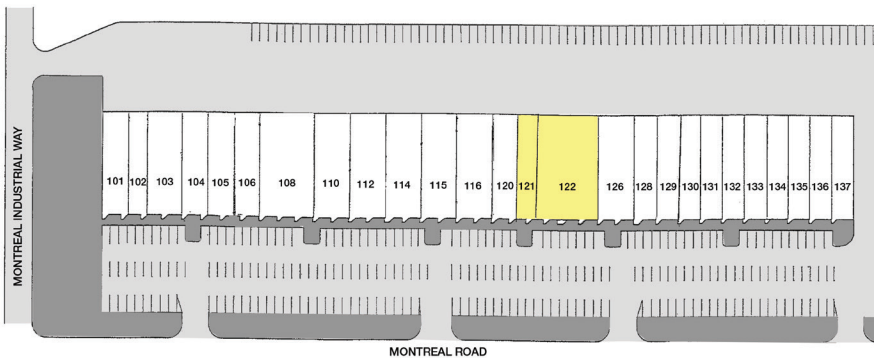 MONTREAL INDUSTRIAL WAY
101 102 103 104 105 106 108 110 112 114 115 116 120 121 122 126 128 129 130 131 132 133 134 135 136 137
MONTREAL ROAD